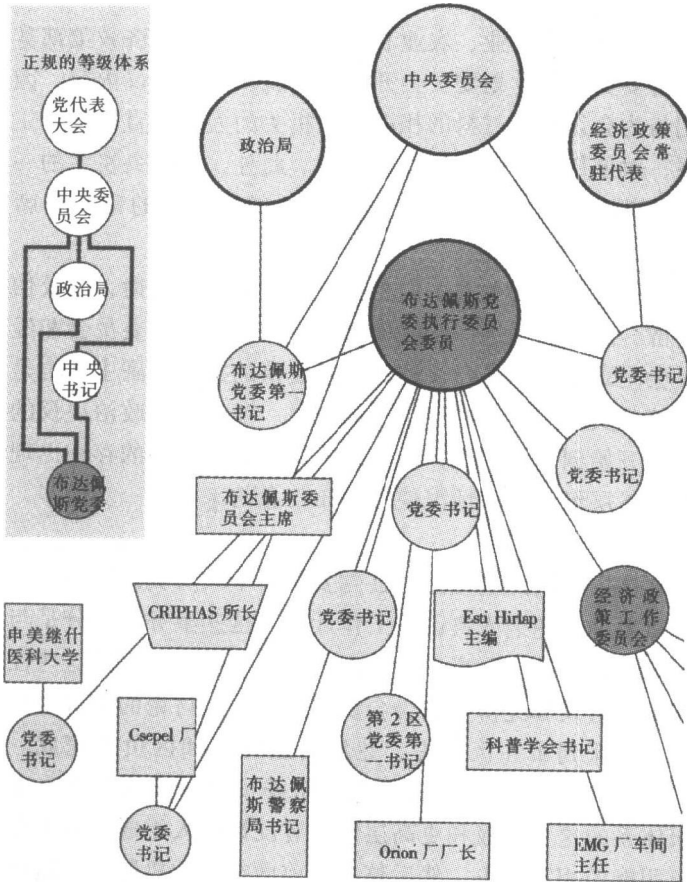 正规的等级体系
党代表
大会
中央委
员会
政治局
中央
书记
布达佩
斯党委
中央委员会
政治局
经济政策
委员会常
驻代表
布达佩斯党
委执行委员
会委员
布达佩斯
党委第一
书记
党委书记
党委书记
布达佩斯委
员会主席
党委书记
CRIPHAS 所长
党委书记
Esti Hirlap
主编
经济政
策工作
委员会
申美继什
医科大学
党委
书记
Csepel 厂
党委
书记
布达佩
斯警察
局书记
第 2 区
党委第
一书记
科普学会书记
Orion 厂厂长
EMG 厂车间
主任